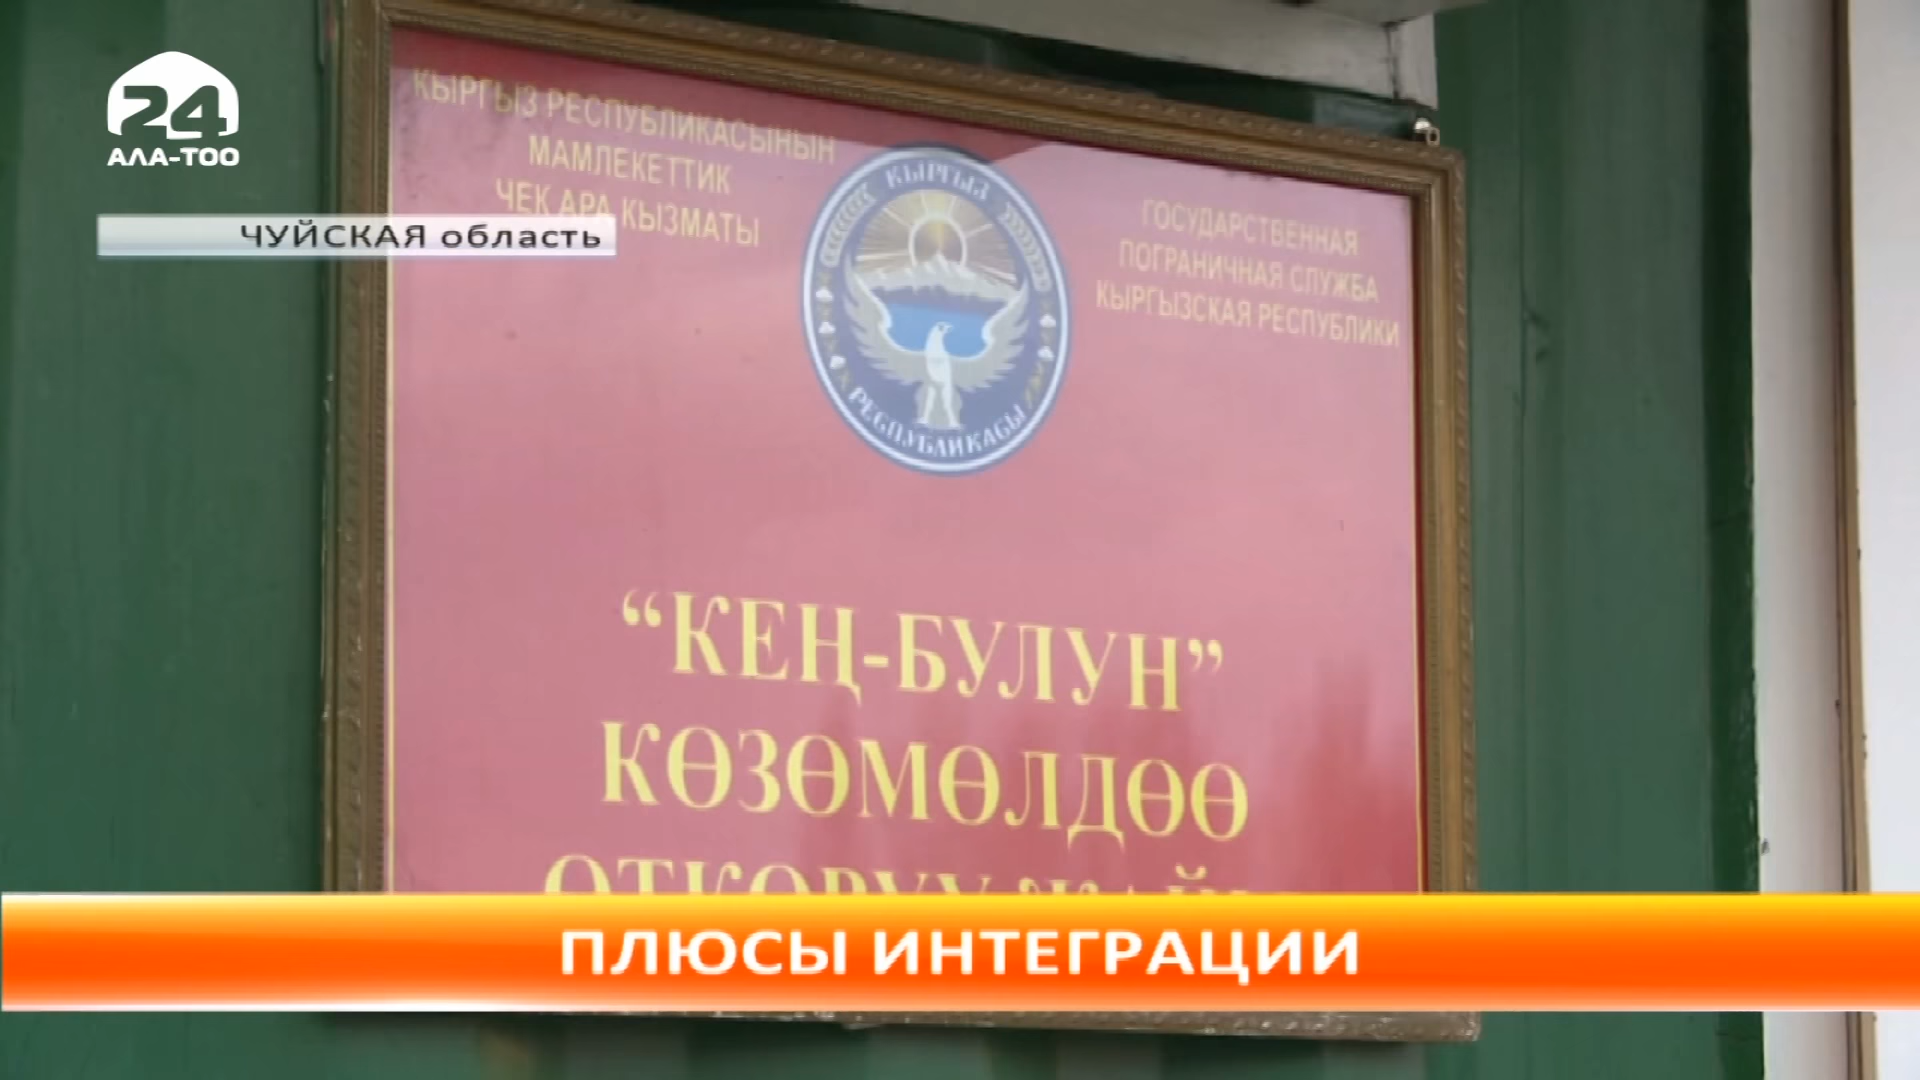 24
АЛА-ТОО
ЧУЙСКАЯ область
КЫРГЫЗ РЕСПУБЛИКАСЫНЫН
МАМЛЕКЕТТИК
ЧЕК АРА КЫЗМАТЫ
КЫРГЫЗ
РЕСПУБЛИКАСЫ
ГОСУДАРСТВЕННАЯ
ПОГРАНИЧНАЯ СЛУЖБА
КЫРГЫЗСКАЯ РЕСПУБЛИКИ
“КЕҢ-БУЛУН”
КӨЗӨМӨЛДӨӨ
ПЛЮСЫ ИНТЕГРАЦИИ